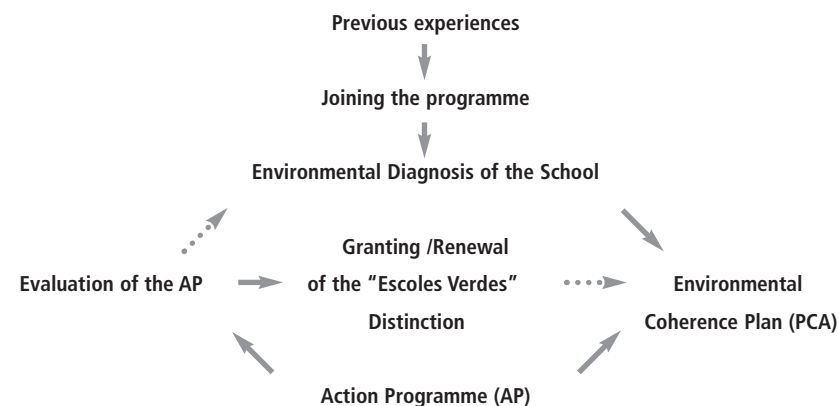 Previous experiences
Joining the programme
Environmental Diagnosis of the School
Granting /Renewal
of the “Escoles Verdes”
Distinction
Evaluation of the AP
Environmental
Coherence Plan (PCA)
Action Programme (AP)